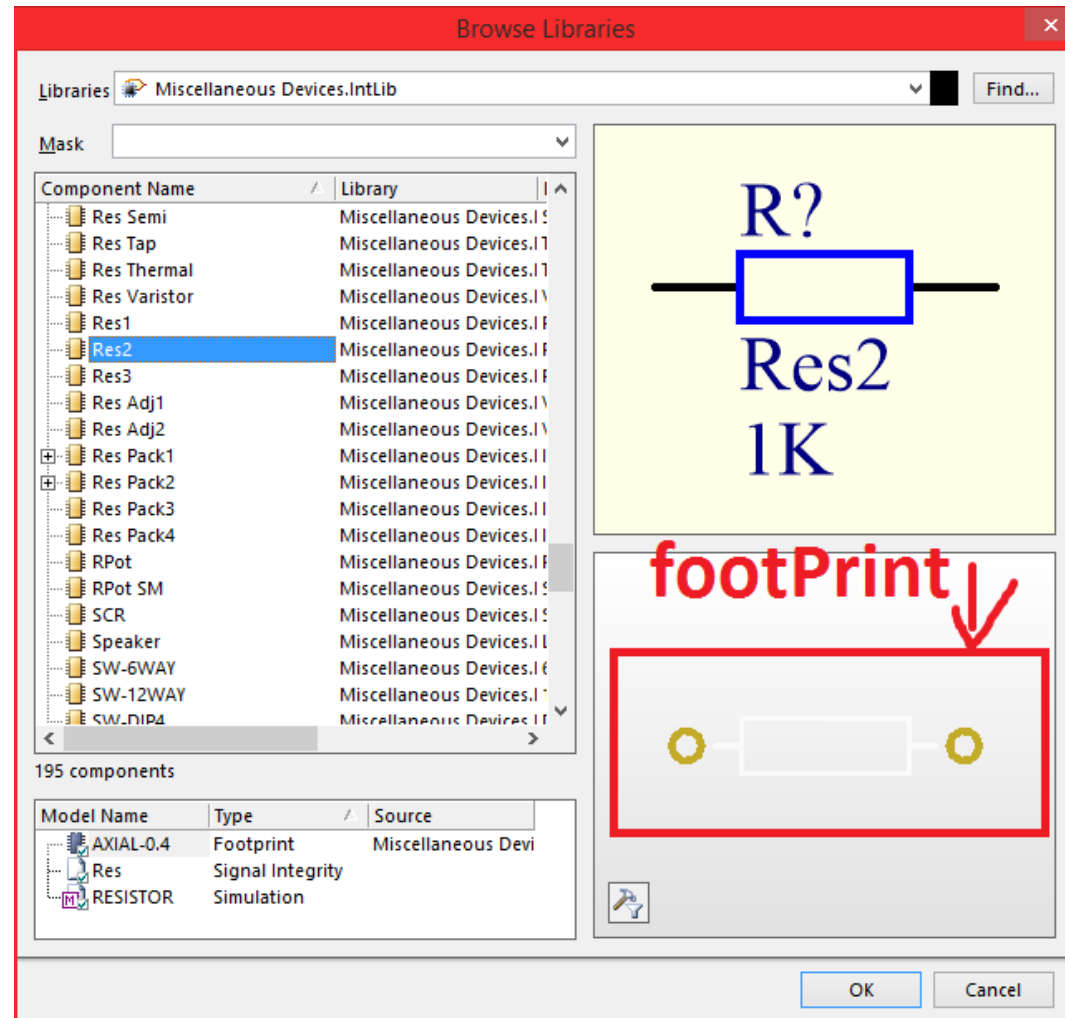 Browse Libraries
Libraries Miscellaneous Devices.IntLib Find...
Mask
Component Name Library
Res Semi Miscellaneous Devices.I
Res Tap Miscellaneous Devices.I
Res Thermal Miscellaneous Devices.I
Res Varistor Miscellaneous Devices.I
Res1 Miscellaneous Devices.I
Res2 Miscellaneous Devices.I
Res3 Miscellaneous Devices.I
Res Adj1 Miscellaneous Devices.I
Res Adj2 Miscellaneous Devices.I
Res Pack1 Miscellaneous Devices.I
Res Pack2 Miscellaneous Devices.I
Res Pack3 Miscellaneous Devices.I
Res Pack4 Miscellaneous Devices.I
RPot Miscellaneous Devices.I
RPot SM Miscellaneous Devices.I
SCR Miscellaneous Devices.I
Speaker Miscellaneous Devices.I
SW-6WAY Miscellaneous Devices.I
SW-12WAY Miscellaneous Devices.I
SW-DIP4 Miscellaneous Devices.I
195 components
Model Name Type Source
AXIAL-0.4 Footprint Miscellaneous Devi
Res Signal Integrity
RESISTOR Simulation
R?
Res2
1K
footPrint
OK Cancel